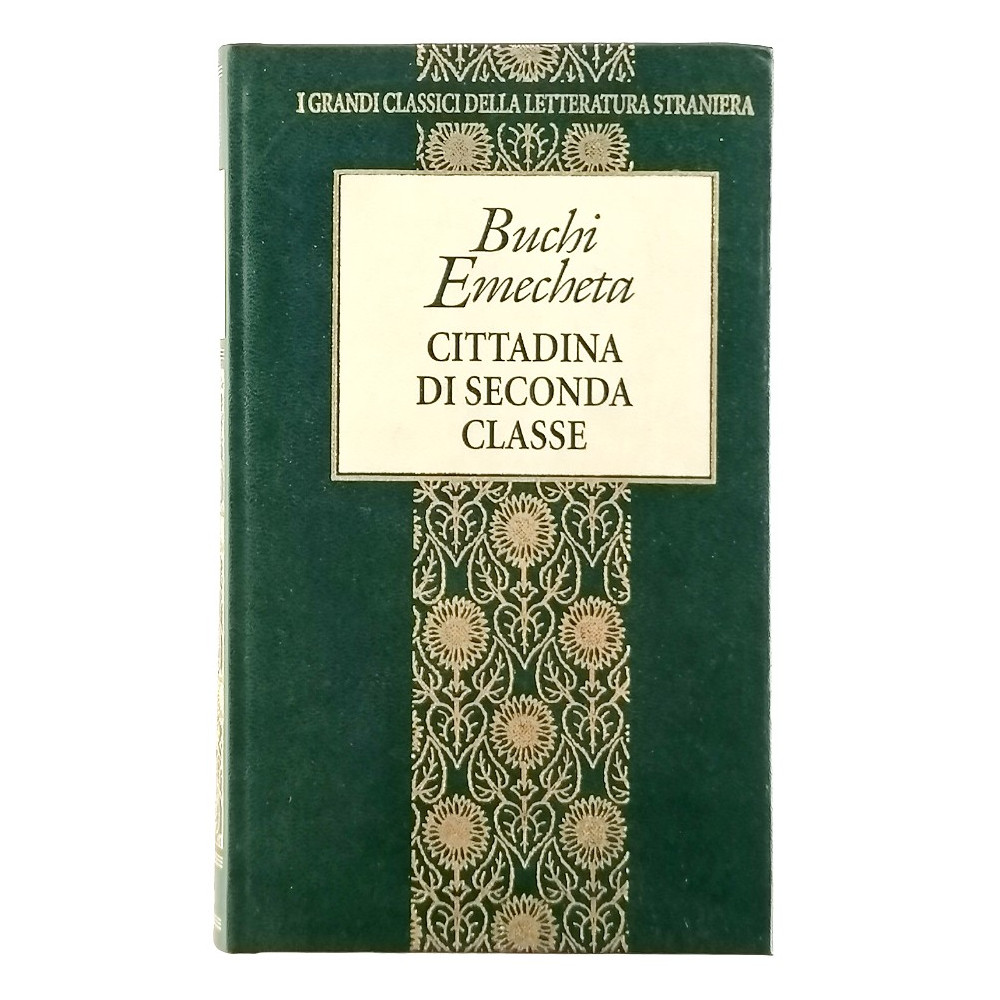 I GRANDI CLASSICI DELLA LETTERATURA STRANIERA
Buchi
Emecheta
CITTADINA
DI SECONDA
CLASSE